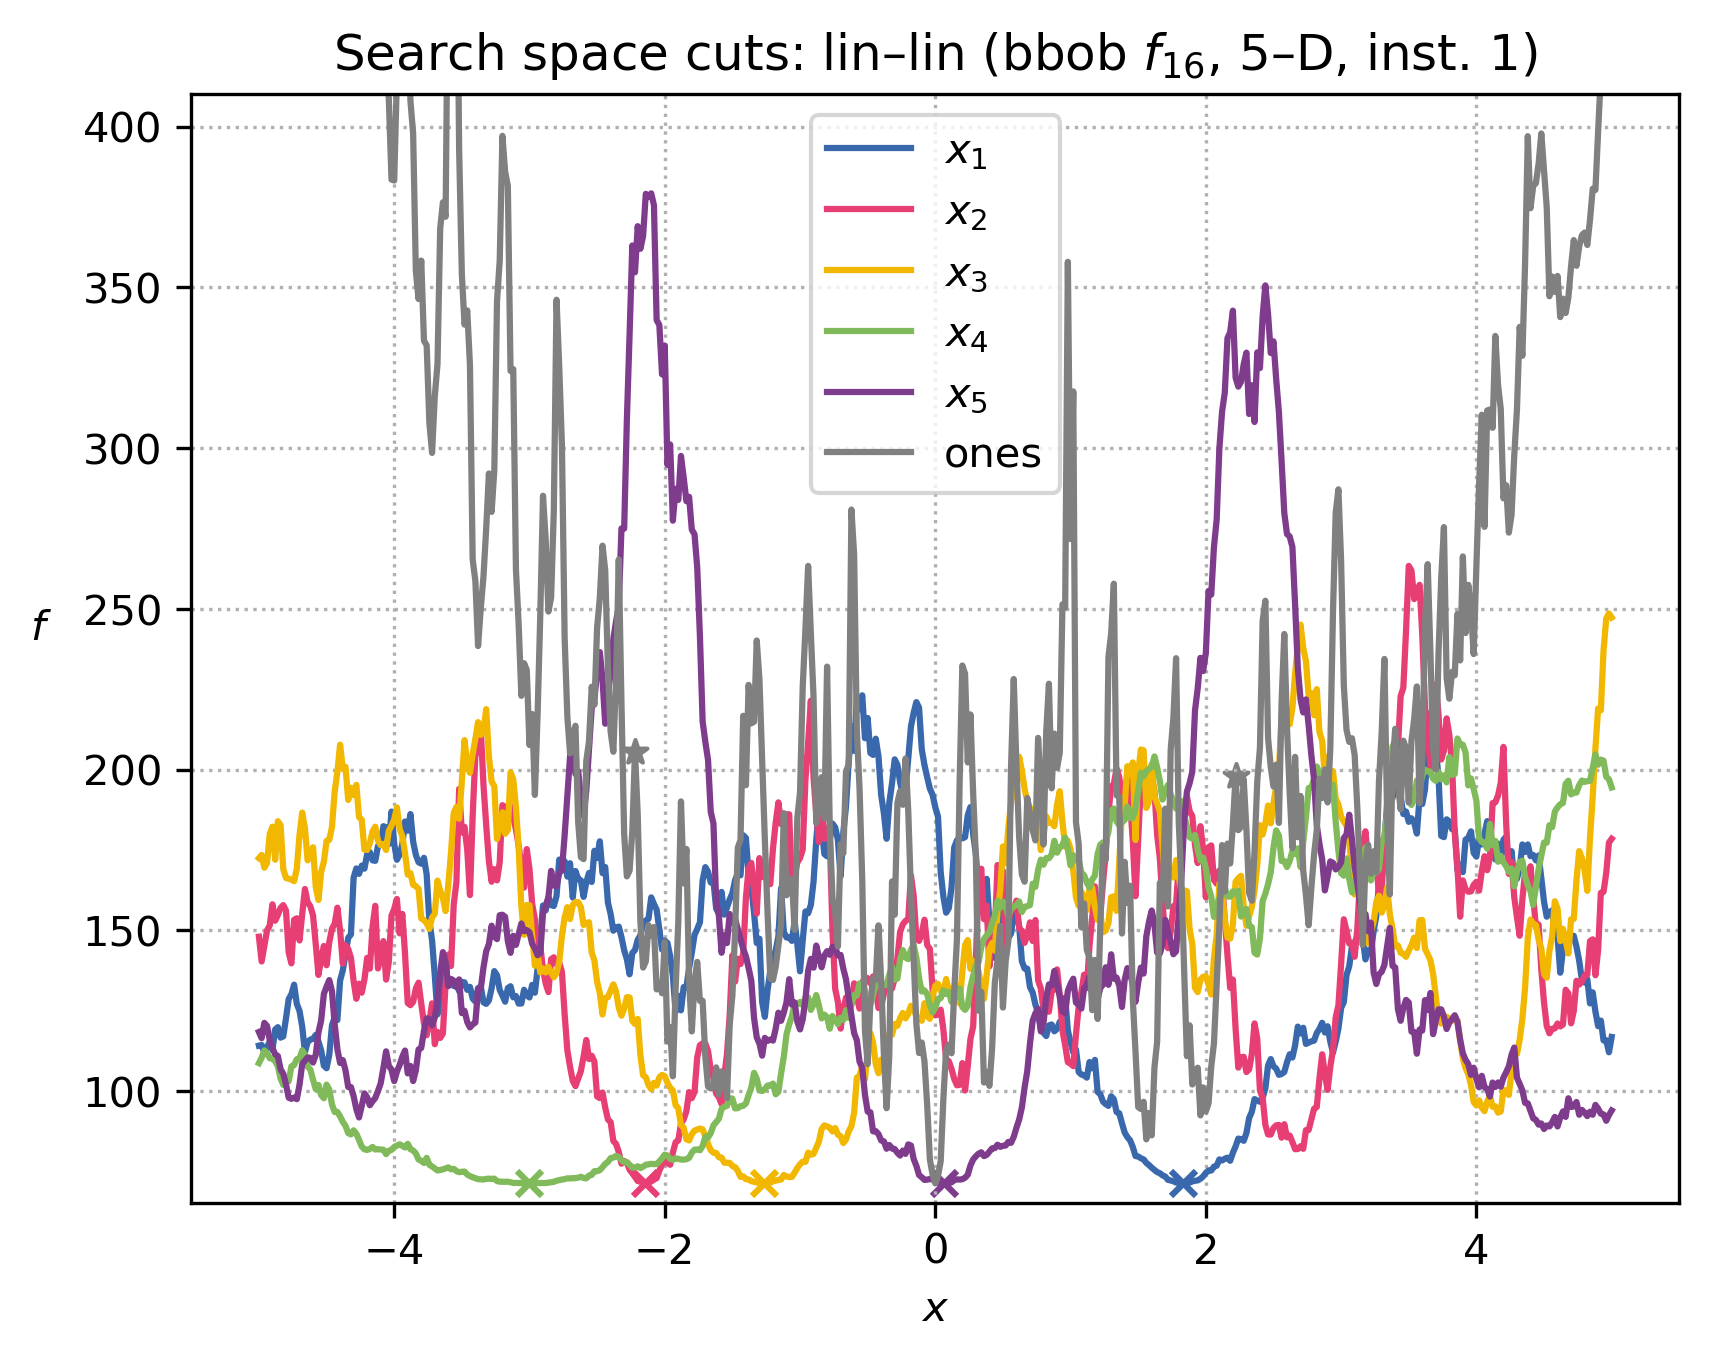 Search space cuts: lin–lin (bbob f₁₆, 5–D, inst. 1)
400
350
300
250
200
150
100
f
x₁
x₂
x₃
x₄
x₅
ones
−4 −2 0 2 4
x